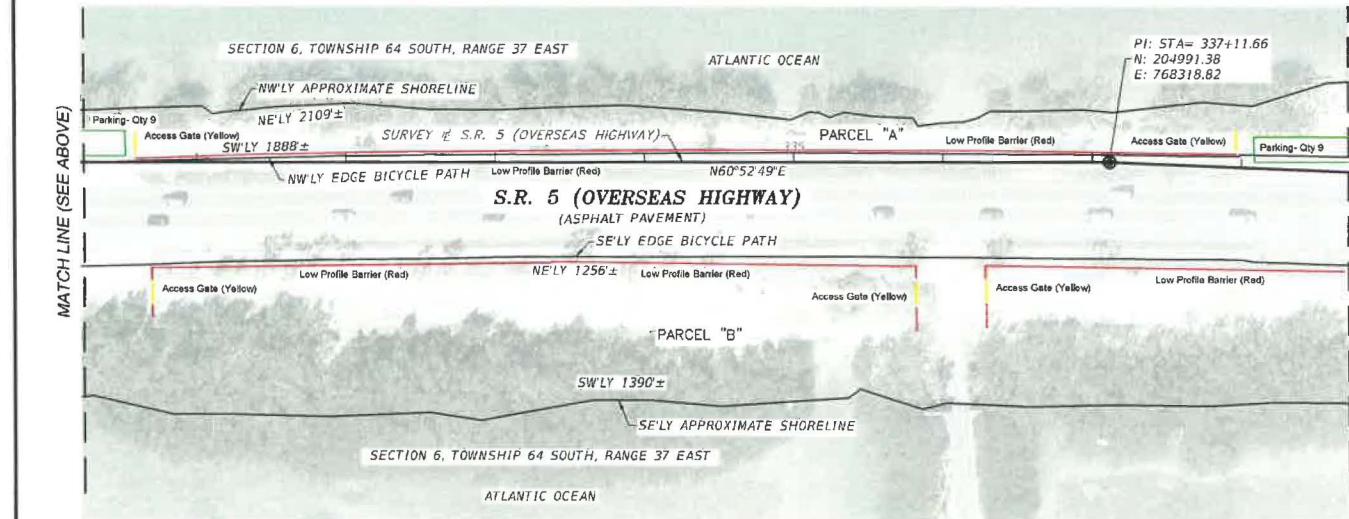 SECTION 6, TOWNSHIP 64 SOUTH, RANGE 37 EAST
ATLANTIC OCEAN
PI: STA= 337+11.66
N: 204991.38
E: 768318.82
MATCH LINE (SEE ABOVE)
NW'LY APPROXIMATE SHORELINE
NE'LY 2109'±
Parking- Qty 9
Access Gate (Yellow)
SW'LY 1888'±
SURVEY ℄ S.R. 5 (OVERSEAS HIGHWAY)
335
PARCEL "A"
Low Profile Barrier (Red)
Access Gate (Yellow)
Parking- Qty 9
NW'LY EDGE BICYCLE PATH
Low Profile Barrier (Red)
N60°52'49"E
S.R. 5 (OVERSEAS HIGHWAY)
(ASPHALT PAVEMENT)
SE'LY EDGE BICYCLE PATH
Low Profile Barrier (Red)
NE'LY 1256'±
Low Profile Barrier (Red)
Access Gate (Yellow)
Access Gate (Yellow)
Access Gate (Yellow)
Low Profile Barrier (Red)
PARCEL "B"
SW'LY 1390'±
SE'LY APPROXIMATE SHORELINE
SECTION 6, TOWNSHIP 64 SOUTH, RANGE 37 EAST
ATLANTIC OCEAN